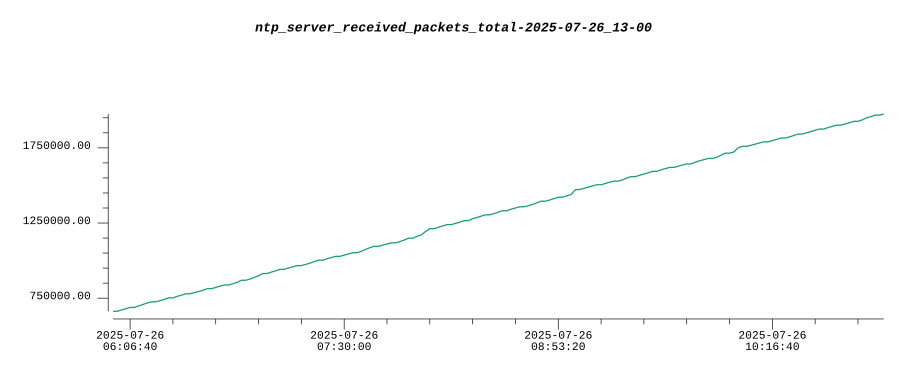 ntp_server_received_packets_total-2025-07-26_13-00
1750000.00
1250000.00
750000.00
2025-07-26 2025-07-26 2025-07-26 2025-07-26
06:06:40 07:30:00 08:53:20 10:16:40